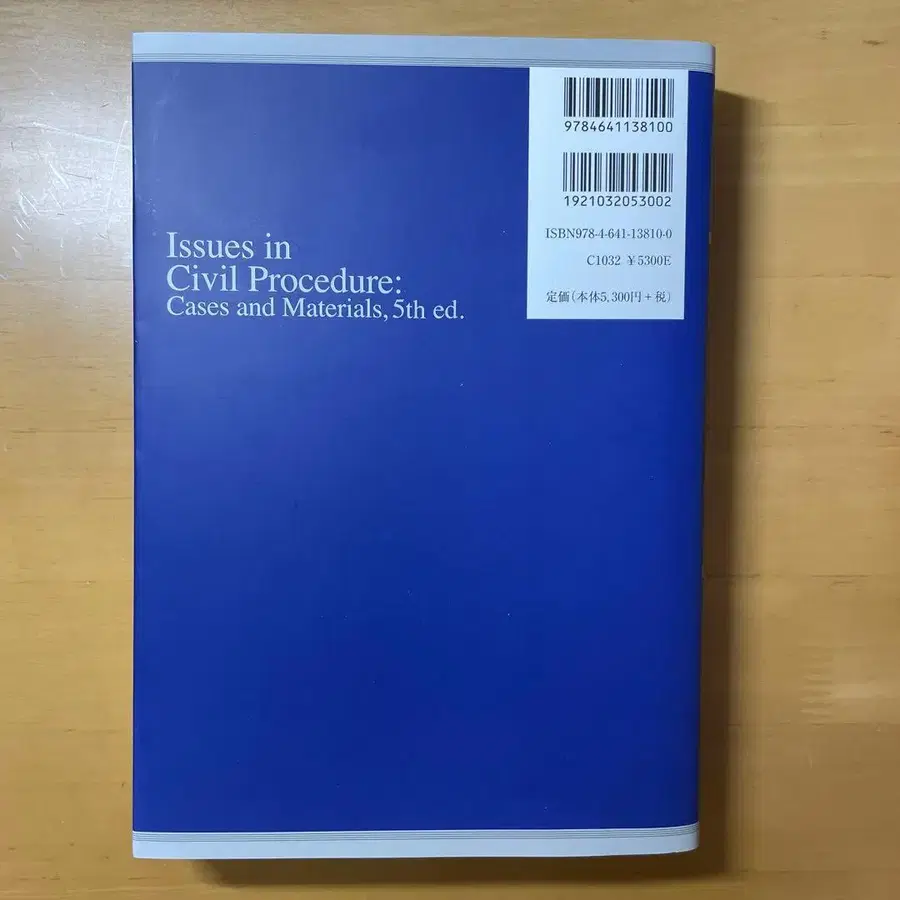 9784641138100
1921032053002
ISBN978-4-641-13810-0
C1032 ¥5300E
定価(本体5,300円+税)
Issues in
Civil Procedure:
Cases and Materials, 5th ed.